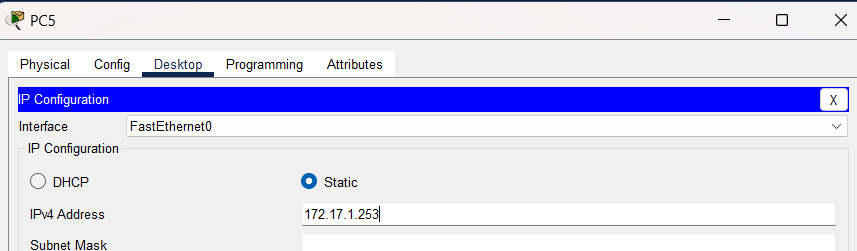 PC5
Physical Config Desktop Programming Attributes
IP Configuration X
Interface FastEthernet0
IP Configuration
DHCP Static
IPv4 Address 172.17.1.253
Subnet Mask